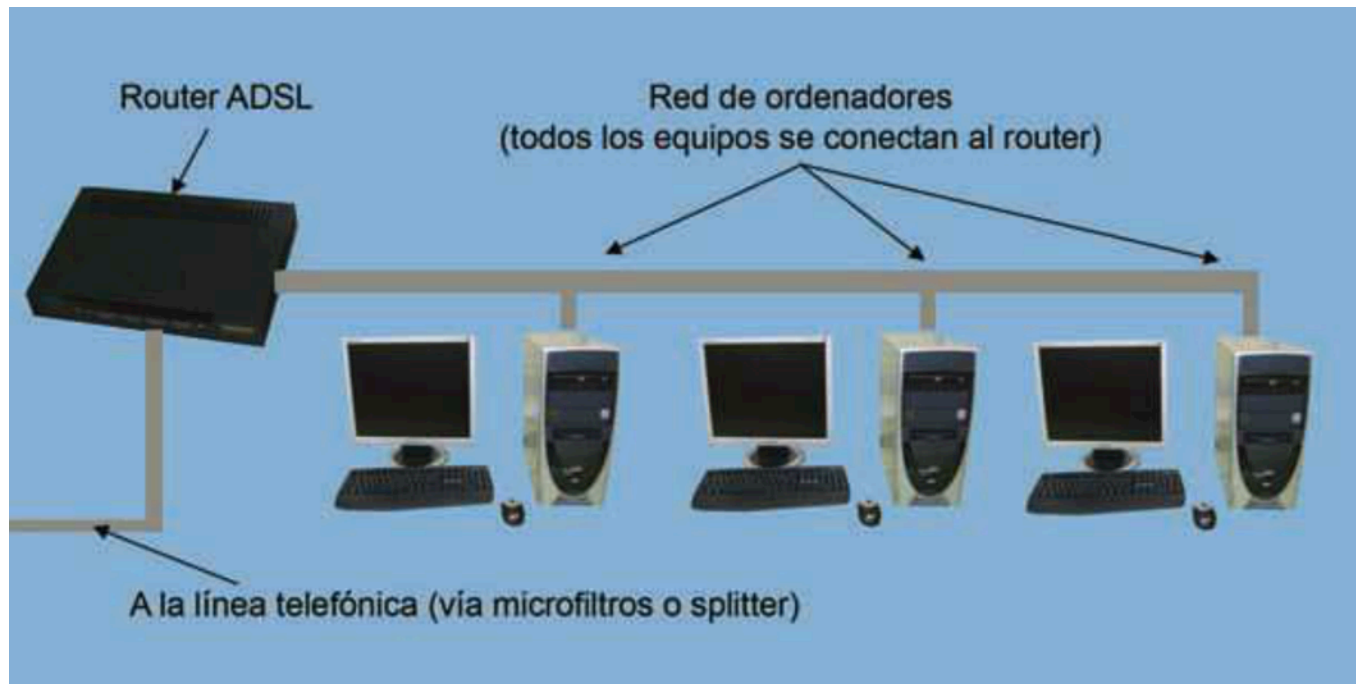 Router ADSL
Red de ordenadores
(todos los equipos se conectan al router)
A la línea telefónica (vía microfiltros o splitter)